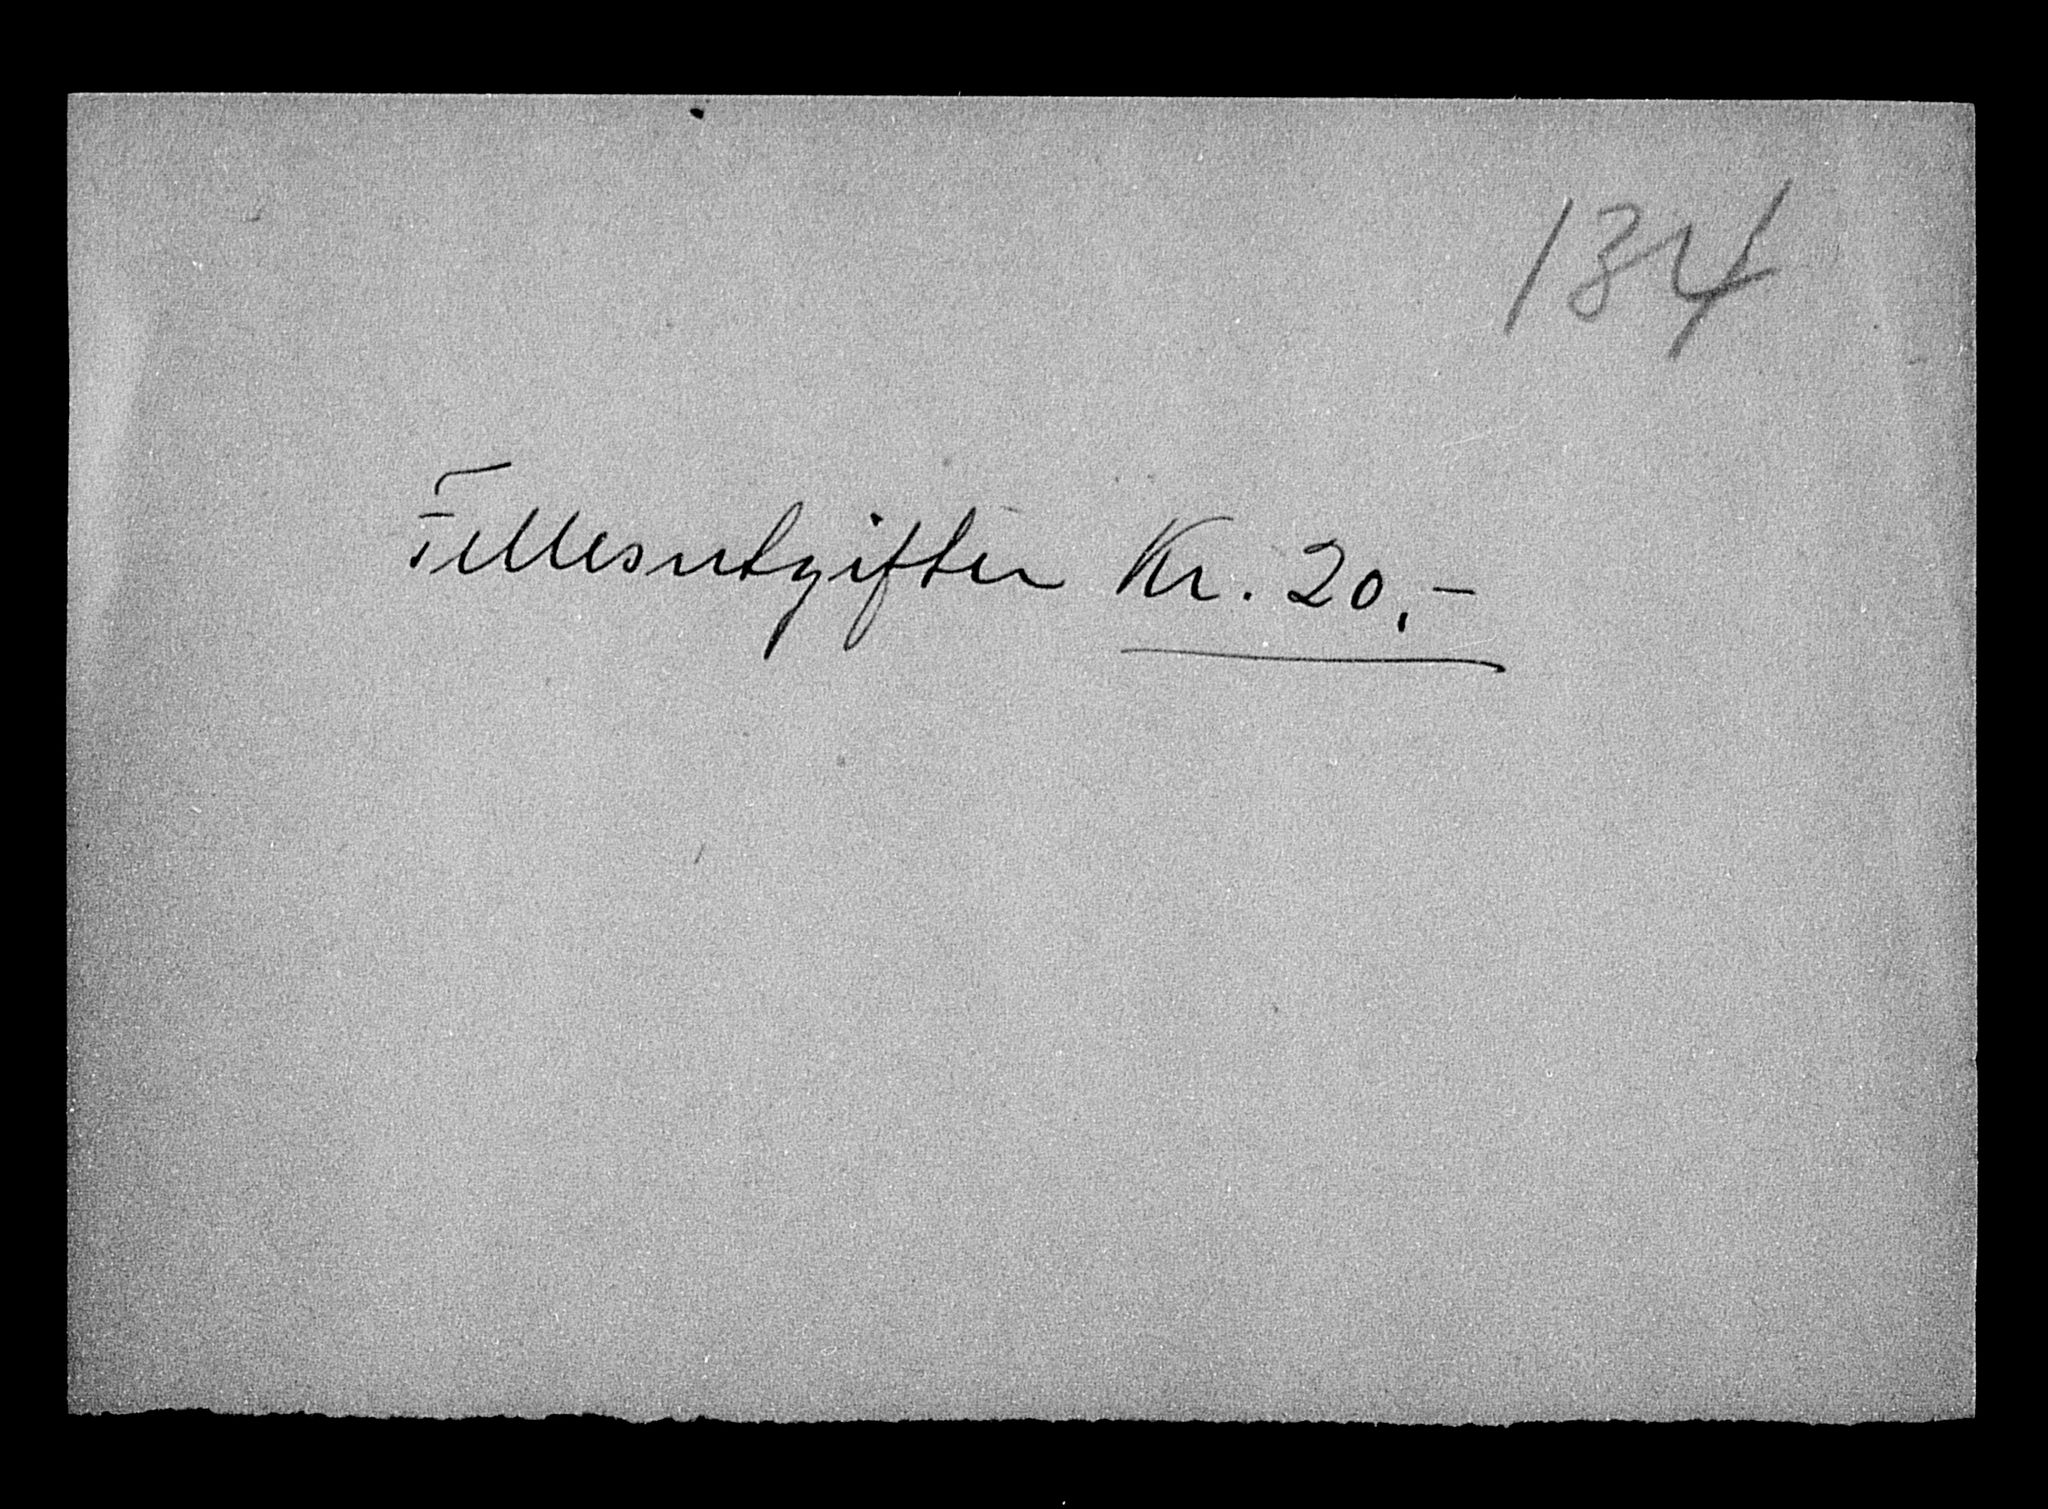 134
Fellesutgifter Kr. 20,-